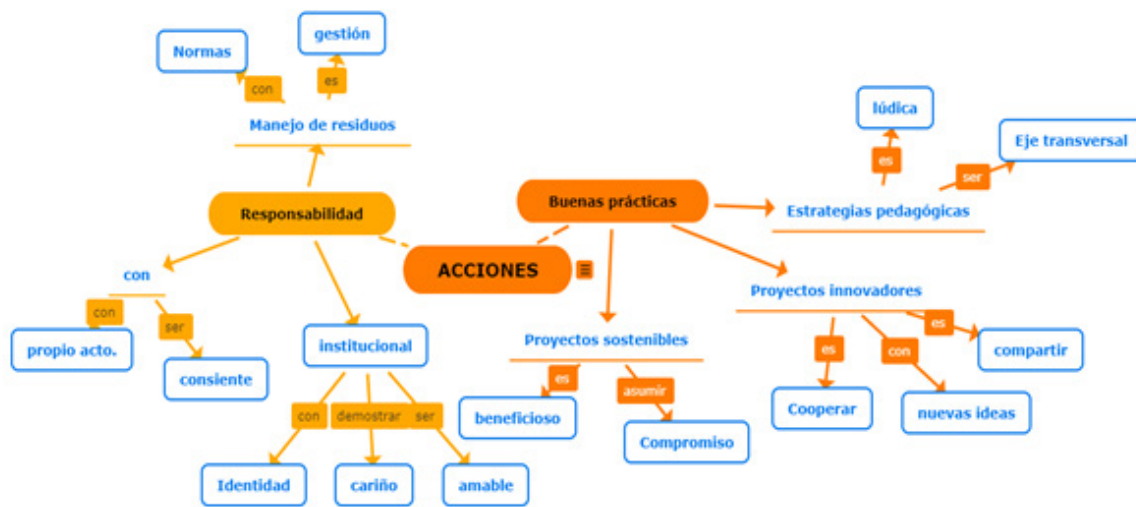 gestión
Normas
es
con
Manejo de residuos
lúdica
Eje transversal
es
ser
Estrategias pedagógicas
Buenas prácticas
Responsabilidad
ACCIONES
con
con
ser
propio acto.
consiente
institucional
con
demostrar
ser
Identidad
cariño
amable
Proyectos sostenibles
es
asumir
beneficioso
Compromiso
Proyectos innovadores
es
con
es
compartir
Cooperar
nuevas ideas